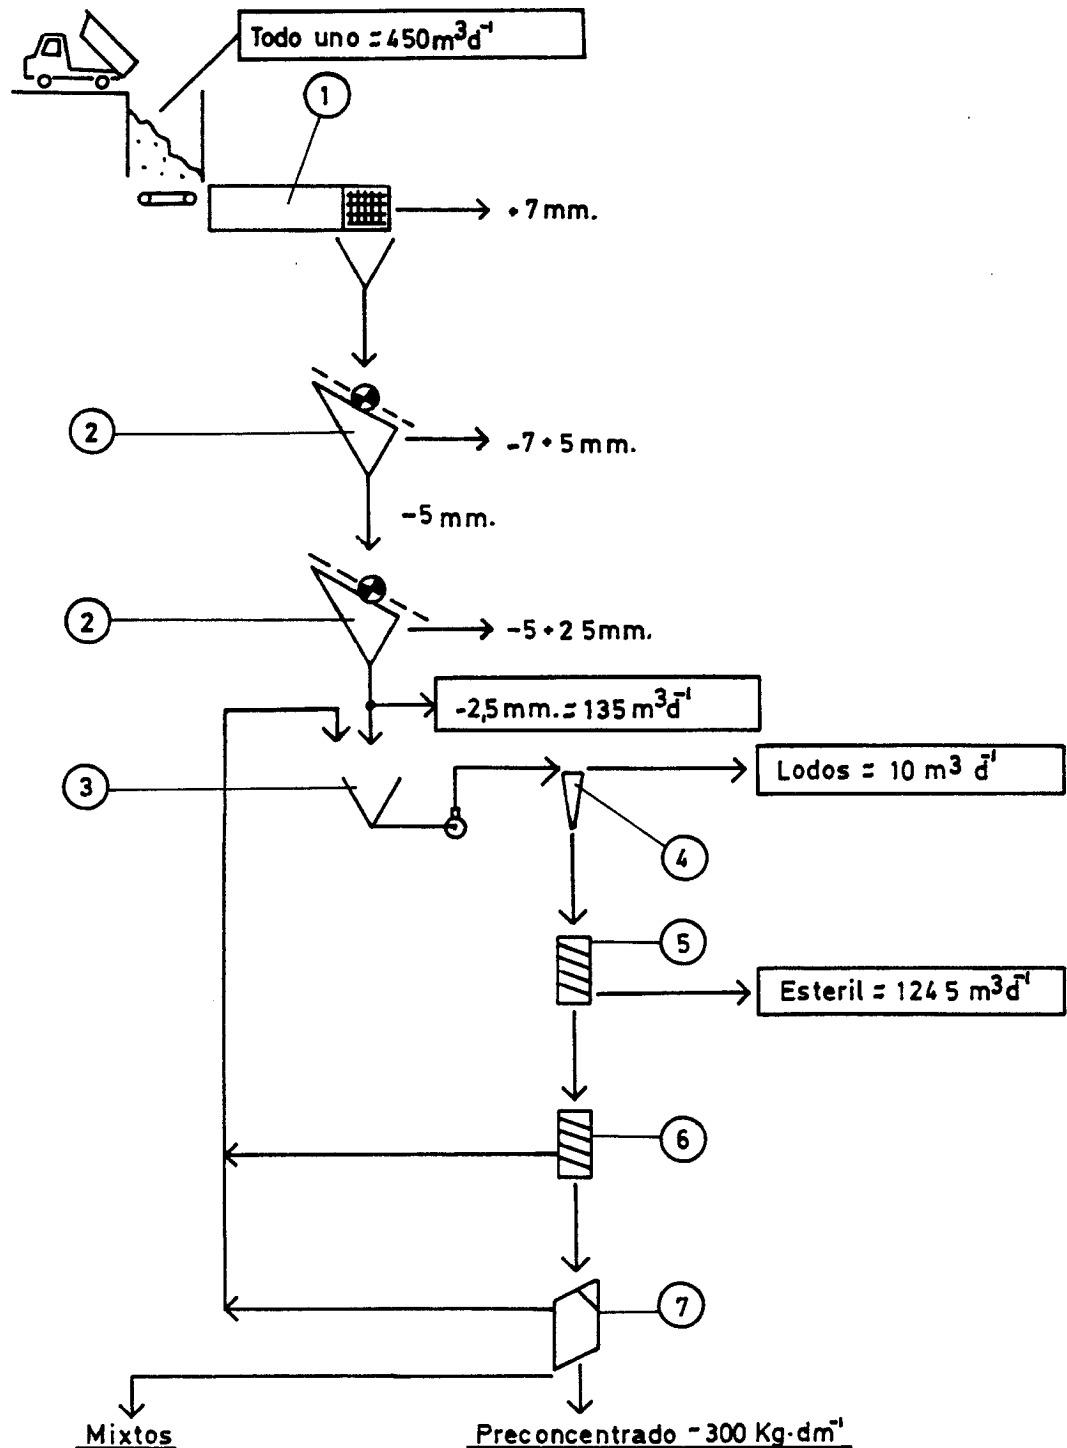 Todo uno = 450 m³d⁻¹
1
+ 7 mm.
2
-7 + 5 mm.
-5 mm.
2
-5 + 2 5 mm.
-2,5 mm. = 135 m³d⁻¹
3
Lodos = 10 m³ d⁻¹
4
5
Esteril = 124 5 m³d⁻¹
6
7
Mixtos
Preconcentrado ~300 Kg·dm⁻¹